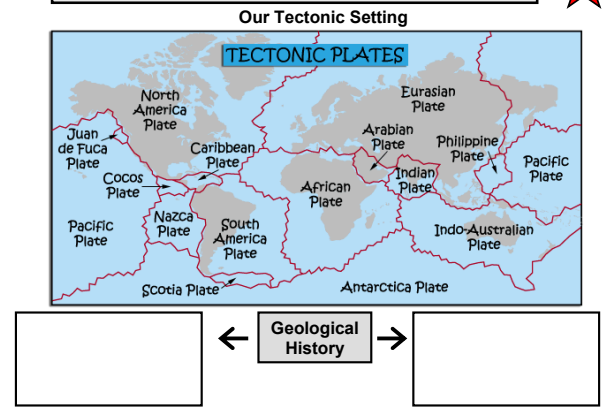 Our Tectonic Setting
TECTONIC PLATES
North
America
Plate
Eurasian
Plate
Juan
de Fuca
Plate
Caribbean
Plate
Arabian
Plate
Philippine
Plate
Pacific
Plate
Cocos
Plate
African
Plate
Indian
Plate
Pacific
Plate
Nazca
Plate
South
America
Plate
Indo-Australian
Plate
Scotia Plate
Antarctica Plate
Geological
History